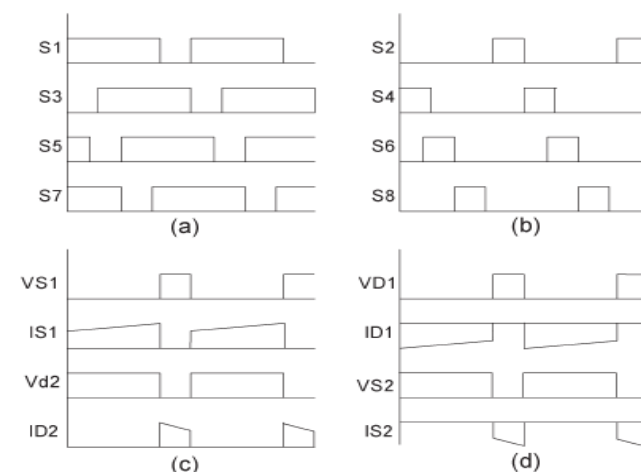 S1
S3
S5
S7
(a)
S2
S4
S6
S8
(b)
VS1
IS1
Vd2
ID2
(c)
VD1
ID1
VS2
IS2
(d)